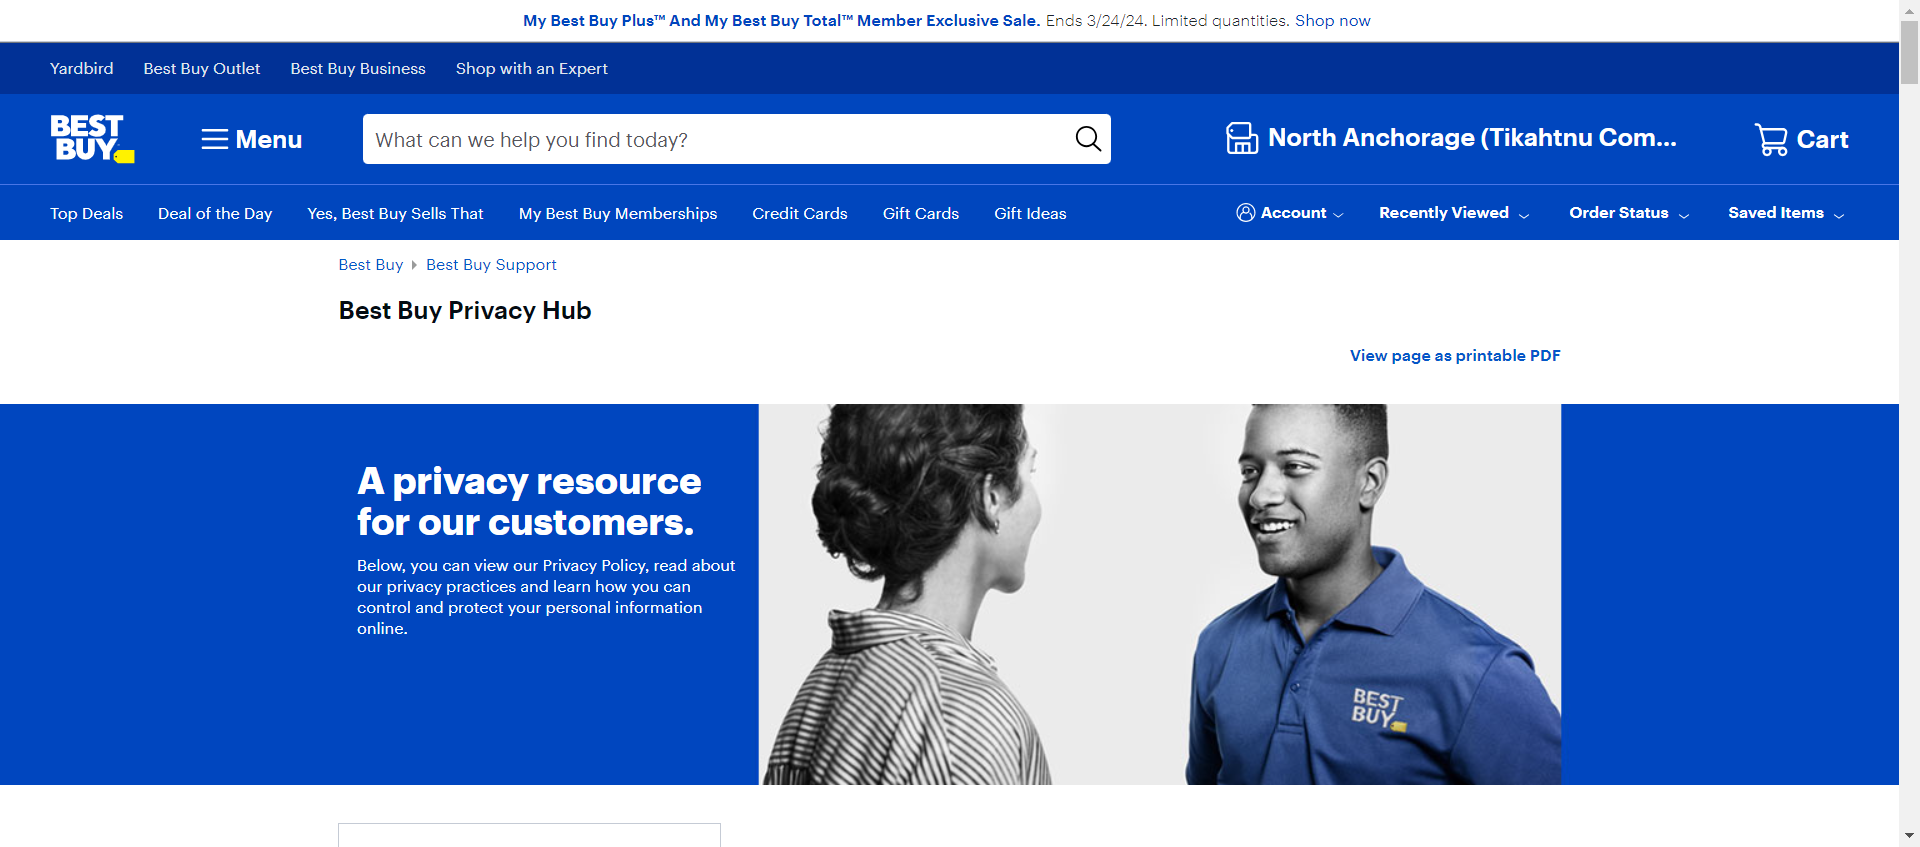 My Best Buy Plus™ And My Best Buy Total™ Member Exclusive Sale. Ends 3/24/24. Limited quantities. Shop now
Yardbird Best Buy Outlet Best Buy Business Shop with an Expert
BEST
BUY
Menu
What can we help you find today?
North Anchorage (Tikahtnu Com...
Cart
Top Deals Deal of the Day Yes, Best Buy Sells That My Best Buy Memberships Credit Cards Gift Cards Gift Ideas Account Recently Viewed Order Status Saved Items
Best Buy Best Buy Support
Best Buy Privacy Hub
View page as printable PDF
A privacy resource
for our customers.
Below, you can view our Privacy Policy, read about
our privacy practices and learn how you can
control and protect your personal information
online.
BEST
BUY